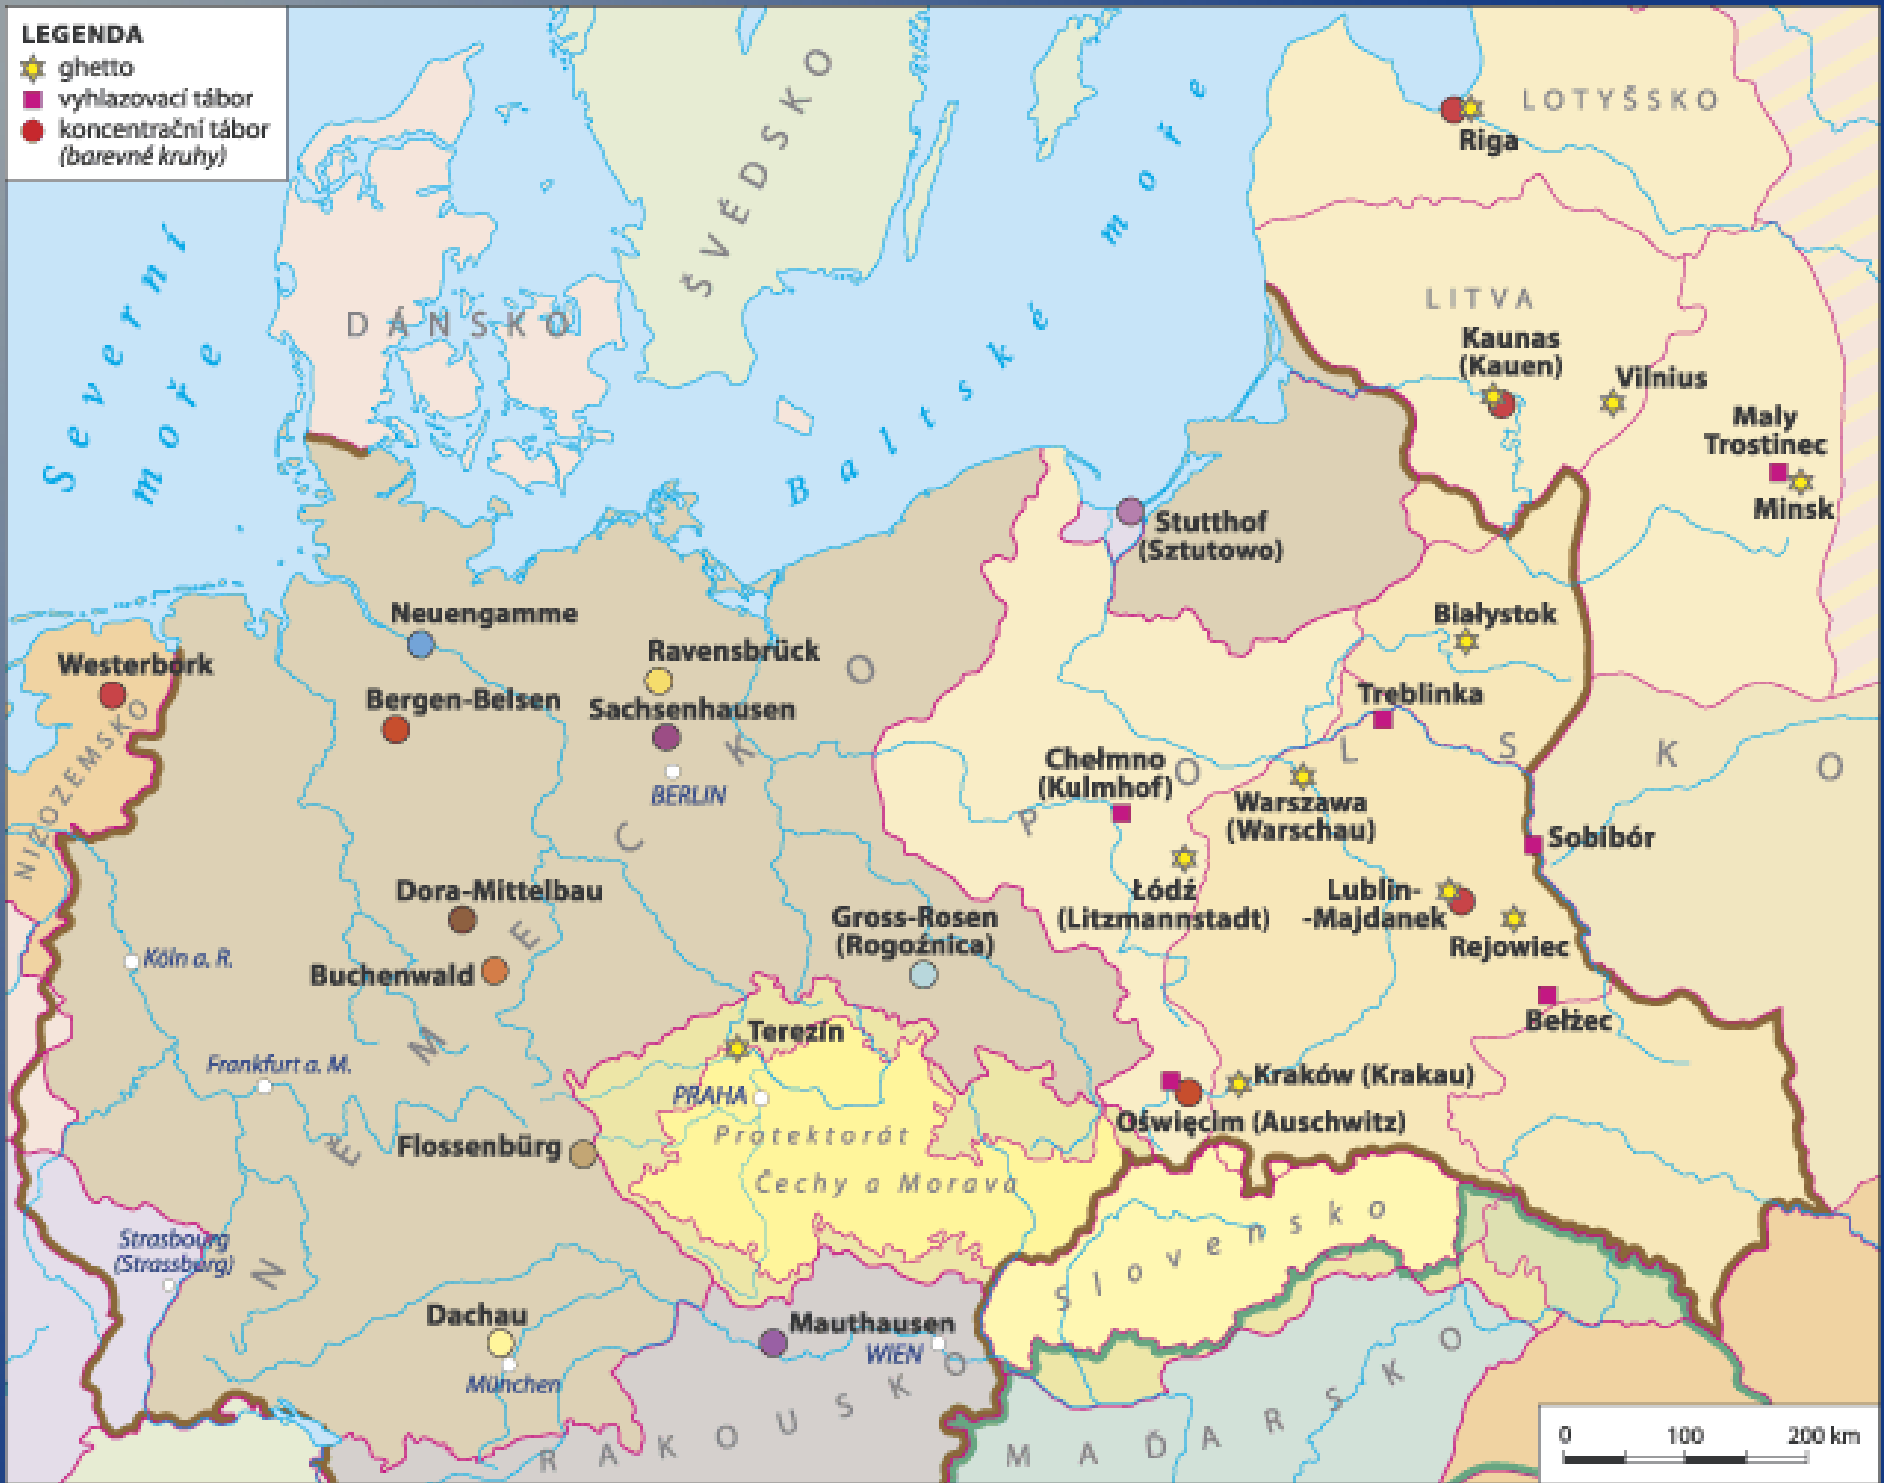 LEGENDA
ghetto
vyhlazovací tábor
koncentrační tábor
(barevné kruhy)
Severní
moře
Baltské moře
ŠVÉDSKO
DÁNSKO
LOTYŠSKO
Riga
LITVA
Kaunas
(Kauen)
Vilnius
Maly
Trostinec
Minsk
Stutthof
(Sztutowo)
Białystok
Neuengamme
Ravensbrück
Westerbork
NIZOZEMSKO
Bergen-Belsen
Sachsenhausen
BERLIN
Treblinka
Chełmno
(Kulmhof)
Warszawa
(Warschau)
POLSKO
Sobibór
Łódź
(Litzmannstadt)
Lublin-
-Majdanek
Rejowiec
Dora-Mittelbau
Gross-Rosen
(Rogoźnica)
Köln a. R.
Buchenwald
NĚMECKO
Bełżec
Terezín
Frankfurt a. M.
PRAHA
Kraków (Krakau)
Oświęcim (Auschwitz)
Protektorát
Čechy a Morava
Flossenbürg
Slovensko
Strasbourg
(Strassburg)
Dachau
München
Mauthausen
WIEN
RAKOUSKO
MAĎARSKO
0 100 200 km